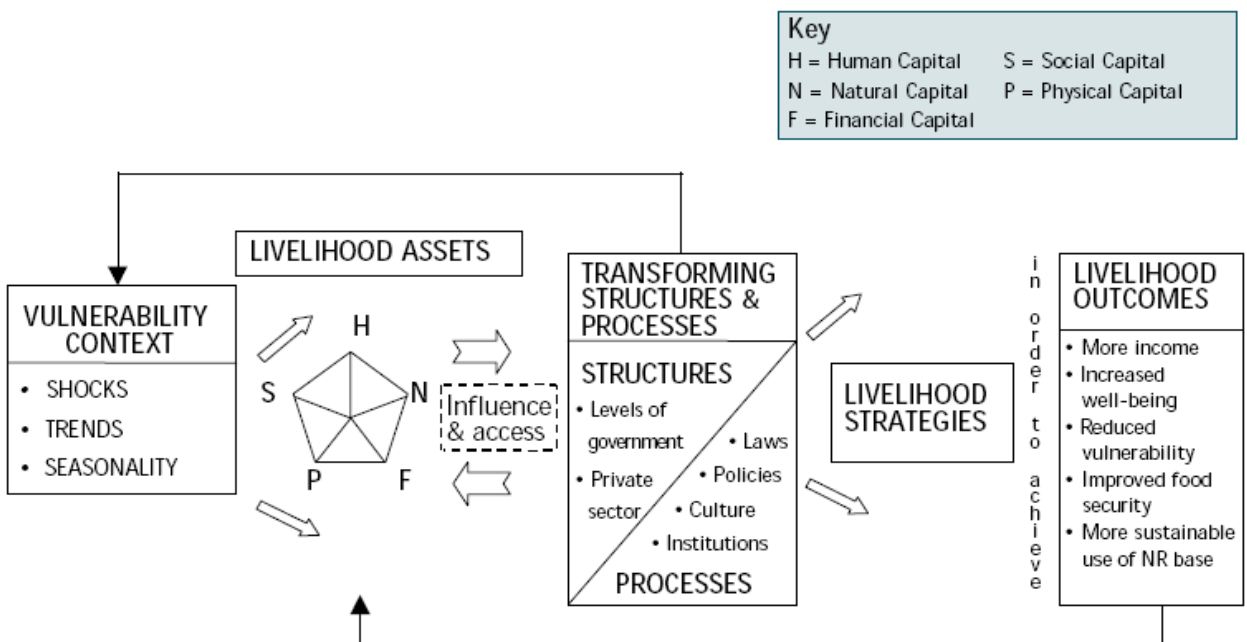 Key
H = Human Capital S = Social Capital
N = Natural Capital P = Physical Capital
F = Financial Capital
LIVELIHOOD ASSETS
VULNERABILITY
CONTEXT
• SHOCKS
• TRENDS
• SEASONALITY
H
S
N
P
F
Influence
& access
TRANSFORMING
STRUCTURES &
PROCESSES
STRUCTURES
• Levels of
government
• Private
sector
• Laws
• Policies
• Culture
• Institutions
PROCESSES
LIVELIHOOD
STRATEGIES
in order to achieve
LIVELIHOOD
OUTCOMES
• More income
• Increased
well-being
• Reduced
vulnerability
• Improved food
security
• More sustainable
use of NR base